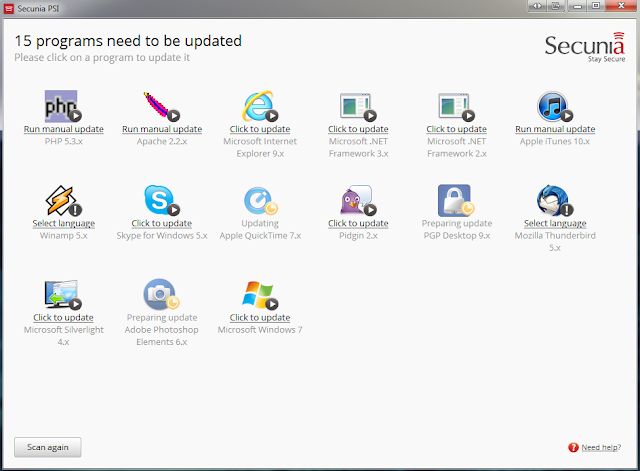 Secunia PSI
15 programs need to be updated
Please click on a program to update it
Secunia
Stay Secure
php
Run manual update
PHP 5.3.x
Run manual update
Apache 2.2.x
Click to update
Microsoft Internet
Explorer 9.x
Click to update
Microsoft .NET
Framework 3.x
Click to update
Microsoft .NET
Framework 2.x
Run manual update
Apple iTunes 10.x
Select language
Winamp 5.x
Click to update
Skype for Windows 5.x
Updating
Apple QuickTime 7.x
Click to update
Pidgin 2.x
Preparing update
PGP Desktop 9.x
Select language
Mozilla Thunderbird
5.x
Click to update
Microsoft Silverlight
4.x
Preparing update
Adobe Photoshop
Elements 6.x
Click to update
Microsoft Windows 7
Scan again
Need help?